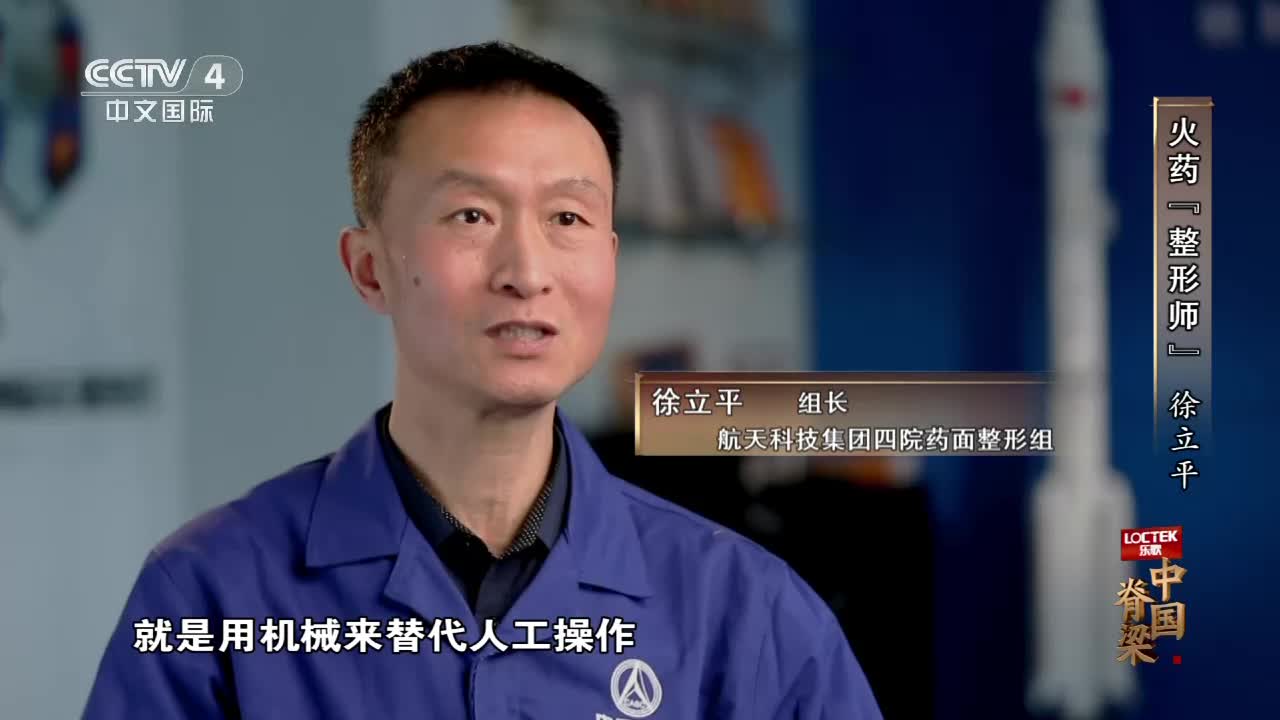 CCTV 4
中文国际
火药『整形师』 徐立平
徐立平 组长
航天科技集团四院药面整形组
LOCTEK
乐歌
中国
脊梁
就是用机械来替代人工操作